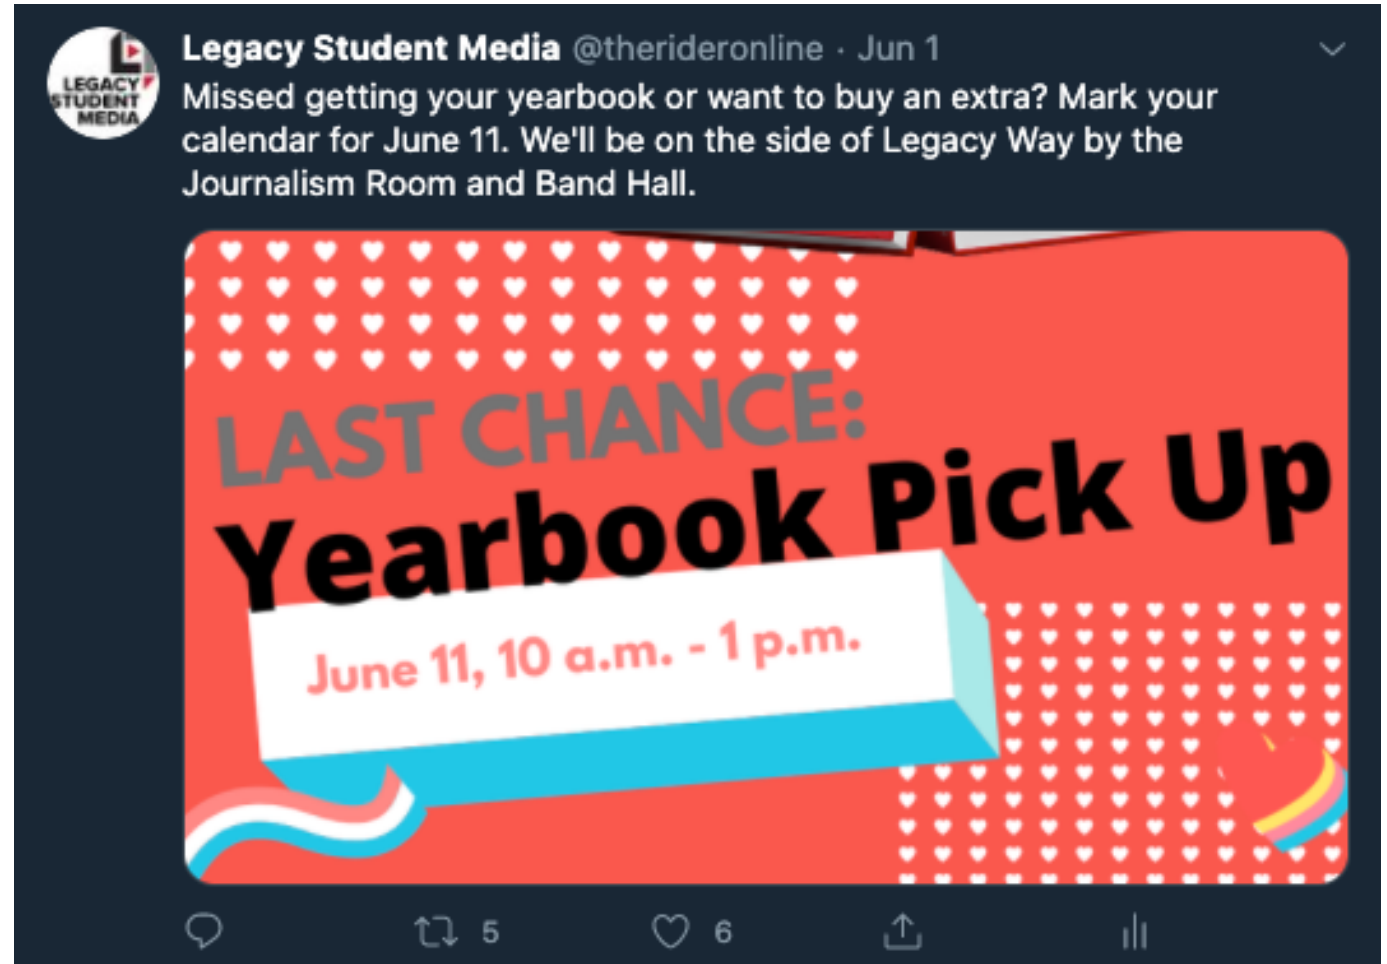 LEGACY
STUDENT
MEDIA
Legacy Student Media @therideronline · Jun 1
Missed getting your yearbook or want to buy an extra? Mark your
calendar for June 11. We'll be on the side of Legacy Way by the
Journalism Room and Band Hall.
LAST CHANCE:
Yearbook Pick Up
June 11, 10 a.m. - 1 p.m.
5 6